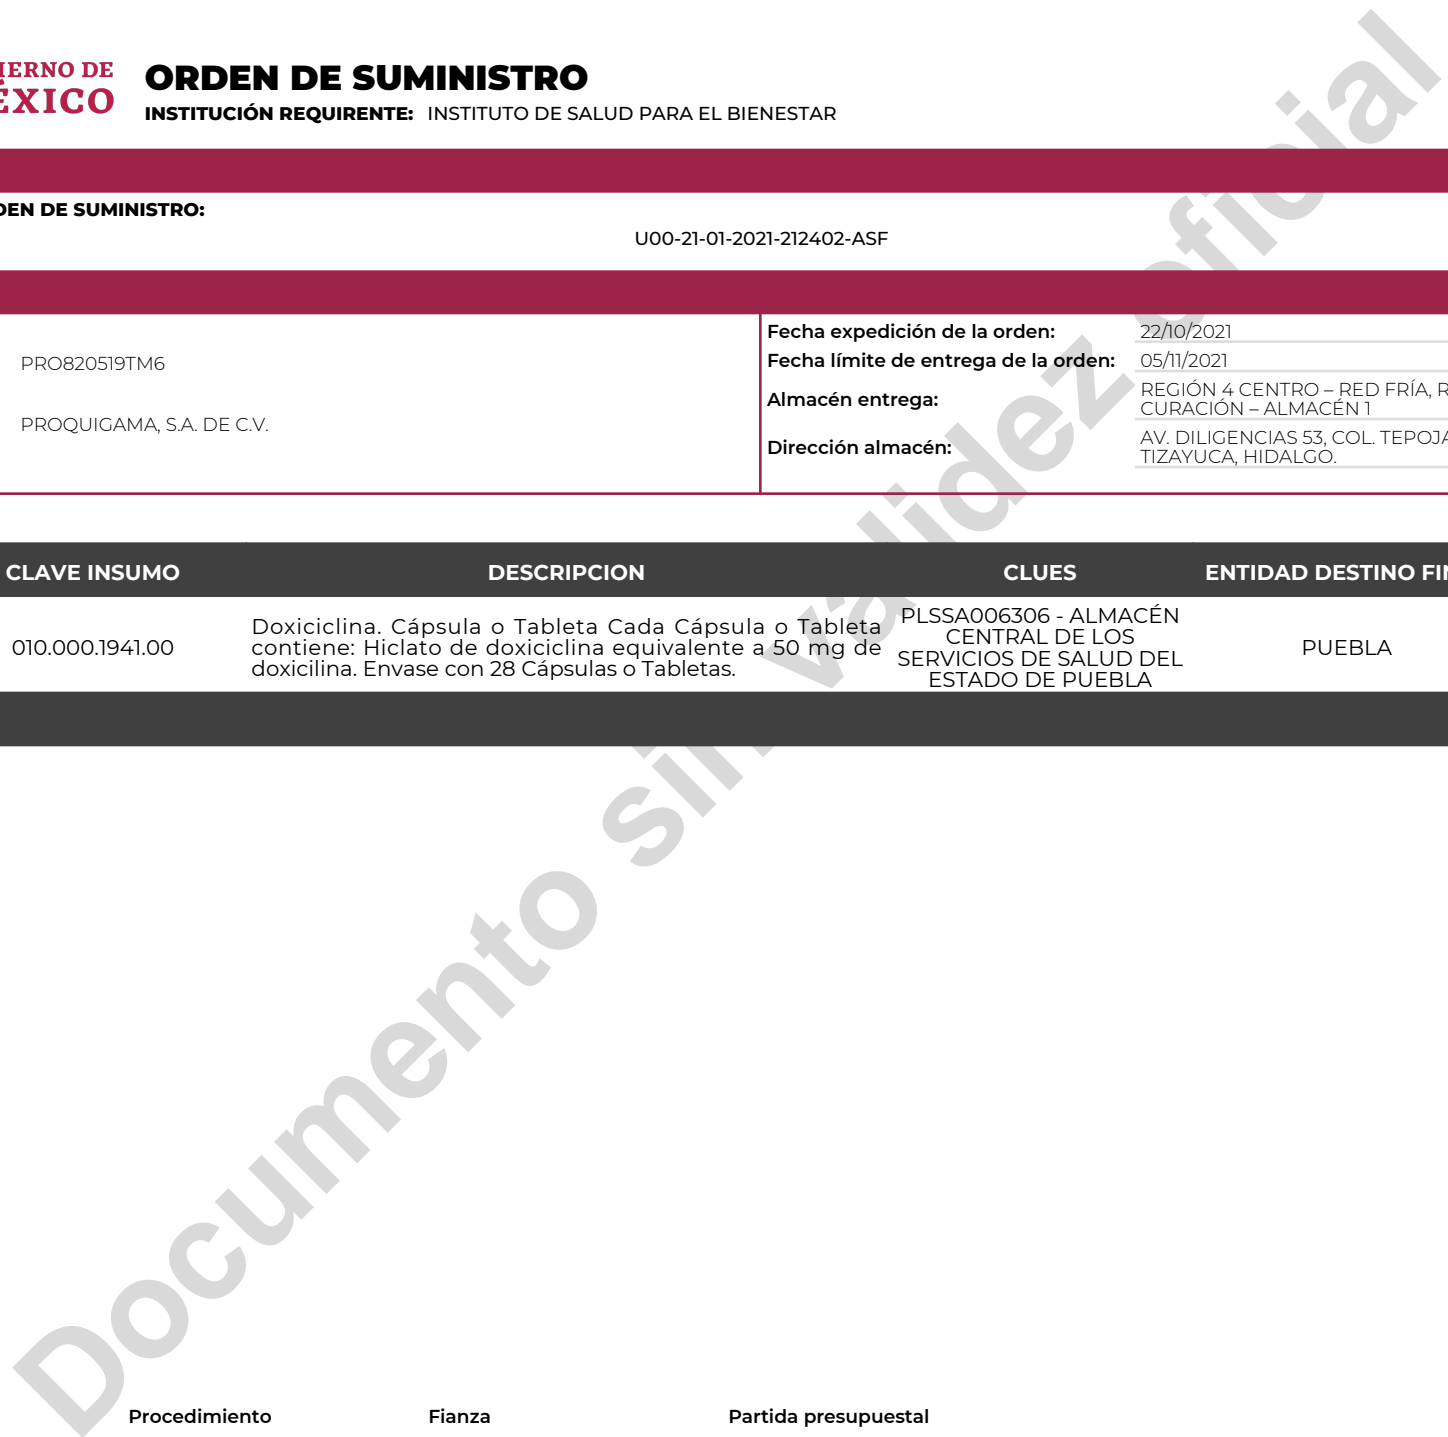 IERNO DE
ÉXICO
ORDEN DE SUMINISTRO
INSTITUCIÓN REQUIRENTE: INSTITUTO DE SALUD PARA EL BIENESTAR
DEN DE SUMINISTRO:
U00-21-01-2021-212402-ASF
PRO820519TM6
PROQUIGAMA, S.A. DE C.V.
Fecha expedición de la orden: 22/10/2021
Fecha límite de entrega de la orden: 05/11/2021
Almacén entrega: REGIÓN 4 CENTRO – RED FRÍA, R
CURACIÓN – ALMACÉN 1
Dirección almacén: AV. DILIGENCIAS 53, COL. TEPOJA
TIZAYUCA, HIDALGO.
CLAVE INSUMO DESCRIPCION CLUES ENTIDAD DESTINO FIN
010.000.1941.00
Doxiciclina. Cápsula o Tableta Cada Cápsula o Tableta
contiene: Hiclato de doxiciclina equivalente a 50 mg de
doxicilina. Envase con 28 Cápsulas o Tabletas.
PLSSA006306 - ALMACÉN
CENTRAL DE LOS
SERVICIOS DE SALUD DEL
ESTADO DE PUEBLA
PUEBLA
Documento sin validez oficial
Procedimiento Fianza Partida presupuestal